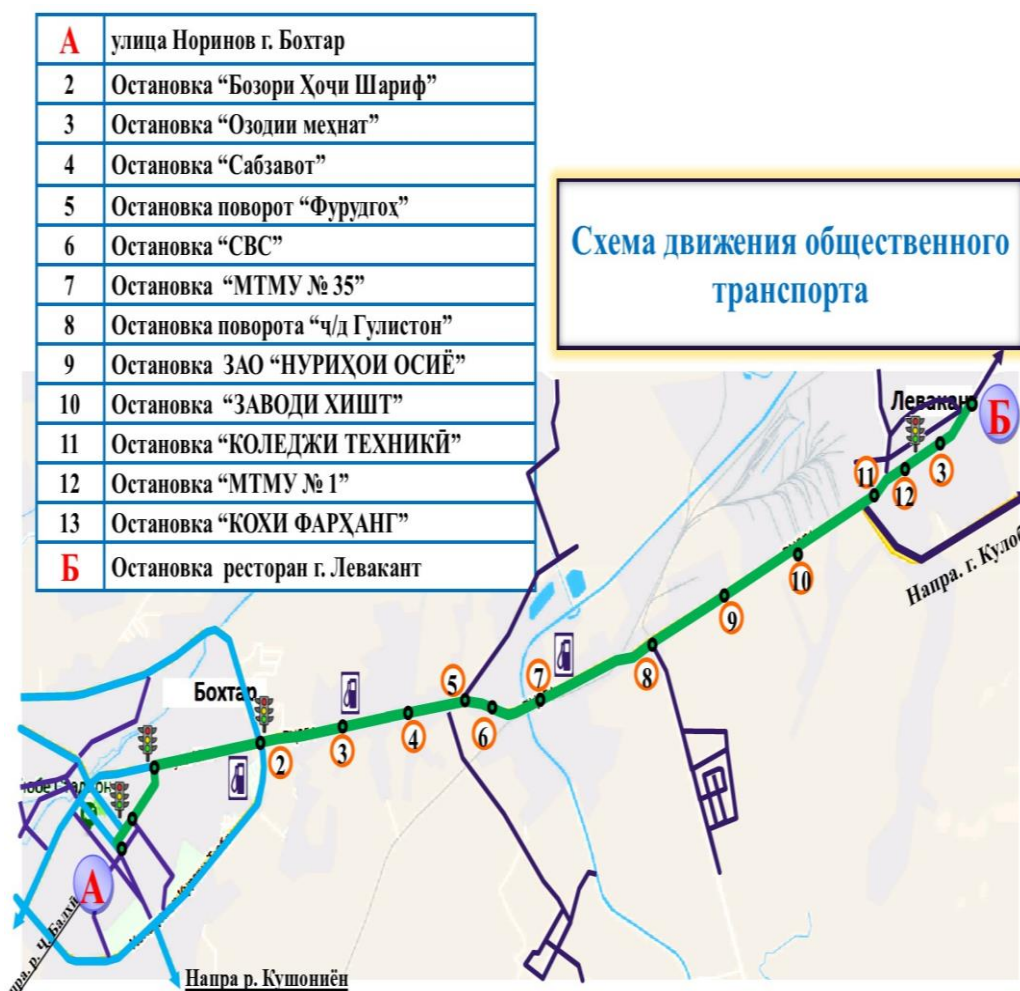 А улица Норинов г. Бохтар
2 Остановка “Бозори Ҳочи Шариф”
3 Остановка “Озодии меҳнат”
4 Остановка “Сабзавот”
5 Остановка поворот “Фурудгоҳ”
6 Остановка “СВС”
7 Остановка “МТМУ № 35”
8 Остановка поворота “ҷ/д Гулистон”
9 Остановка ЗАО “НУРИҲОИ ОСИЁ”
10 Остановка “ЗАВОДИ ХИШТ”
11 Остановка “КОЛЕДЖИ ТЕХНИКӢ”
12 Остановка “МТМУ № 1”
13 Остановка “КОХИ ФАРҲАНГ”
Б Остановка ресторан г. Левакант
Схема движения общественного
транспорта
Левакан
Б
11
12
3
10
Напра. г. Кулоб
9
8
7
5
6
4
3
2
Бохтар
А
Напра р. Кушониён
р. Ҷ. Балхӣ